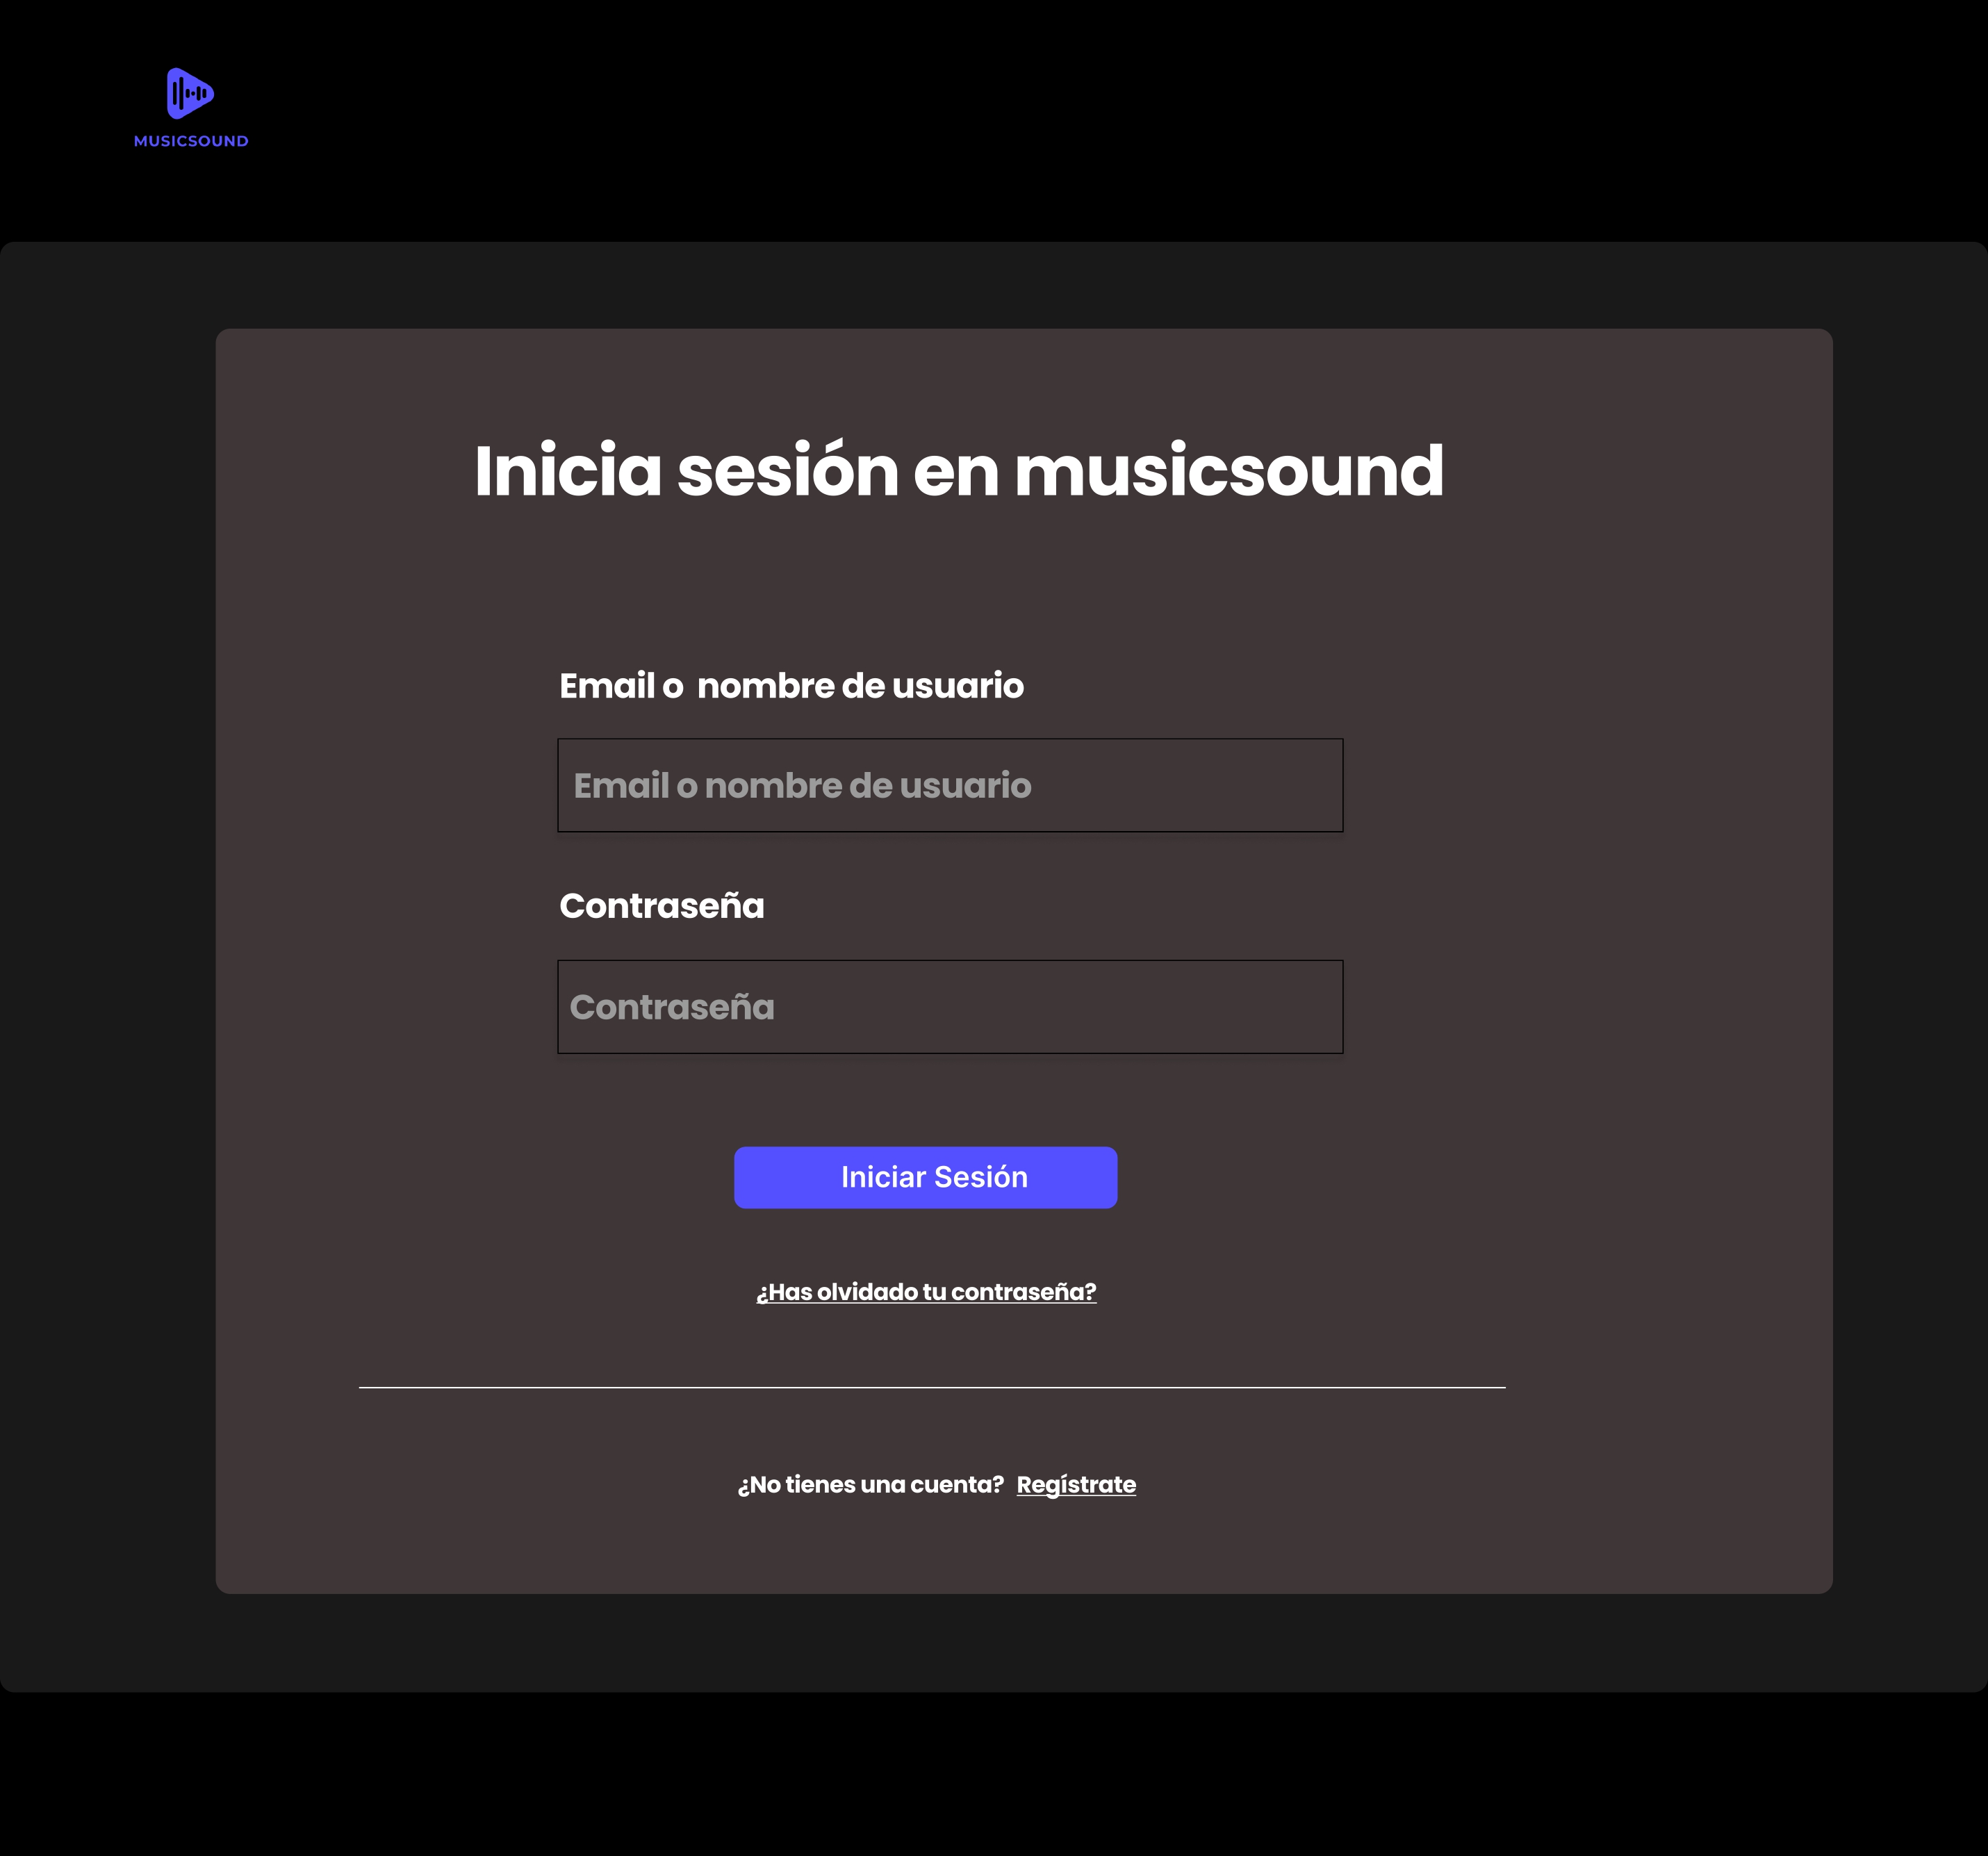 MUSICSOUND
Inicia sesión en musicsound
Email o  nombre de usuario
Email o nombre de usuario
Contraseña
Contraseña
Iniciar Sesión
¿Has olvidado tu contraseña?
¿No tienes una cuenta?  Regístrate